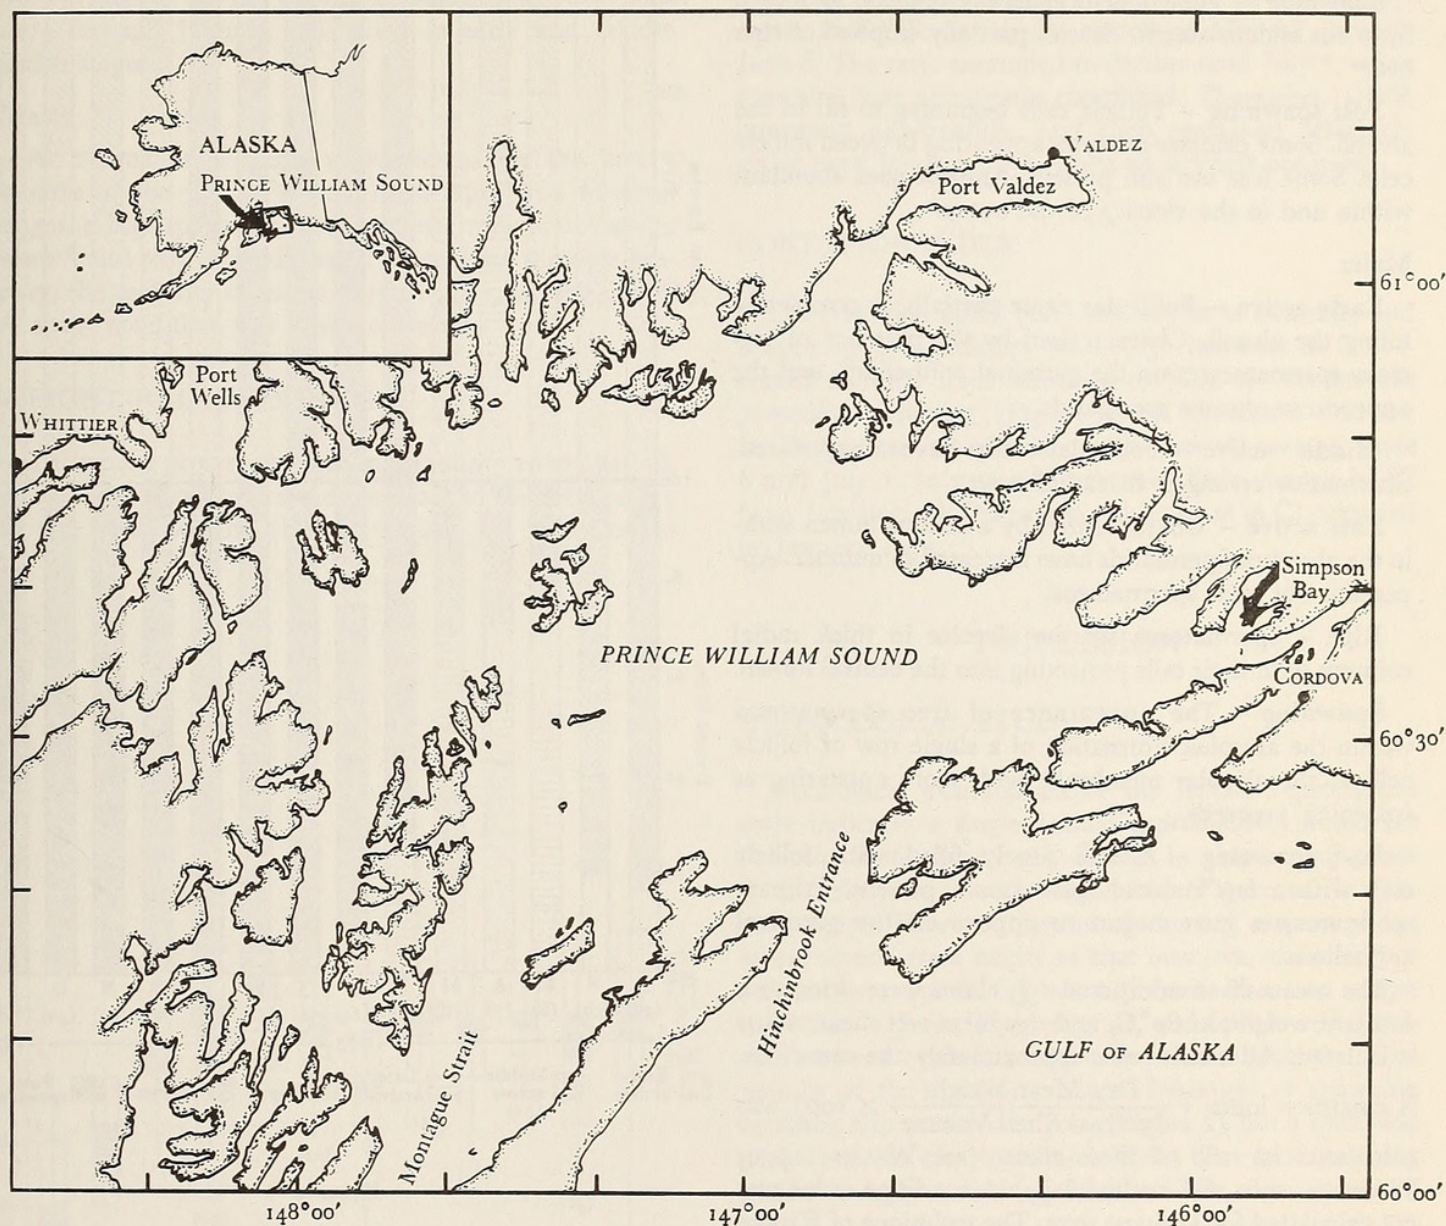 ALASKA
PRINCE WILLIAM SOUND
VALDEZ
Port Valdez
61°00'
Port
Wells
WHITTIER
Simpson
Bay
PRINCE WILLIAM SOUND
CORDOVA
60°30'
Hinchinbrook Entrance
GULF OF ALASKA
Montague Strait
60°00'
148°00'
147°00'
146°00'